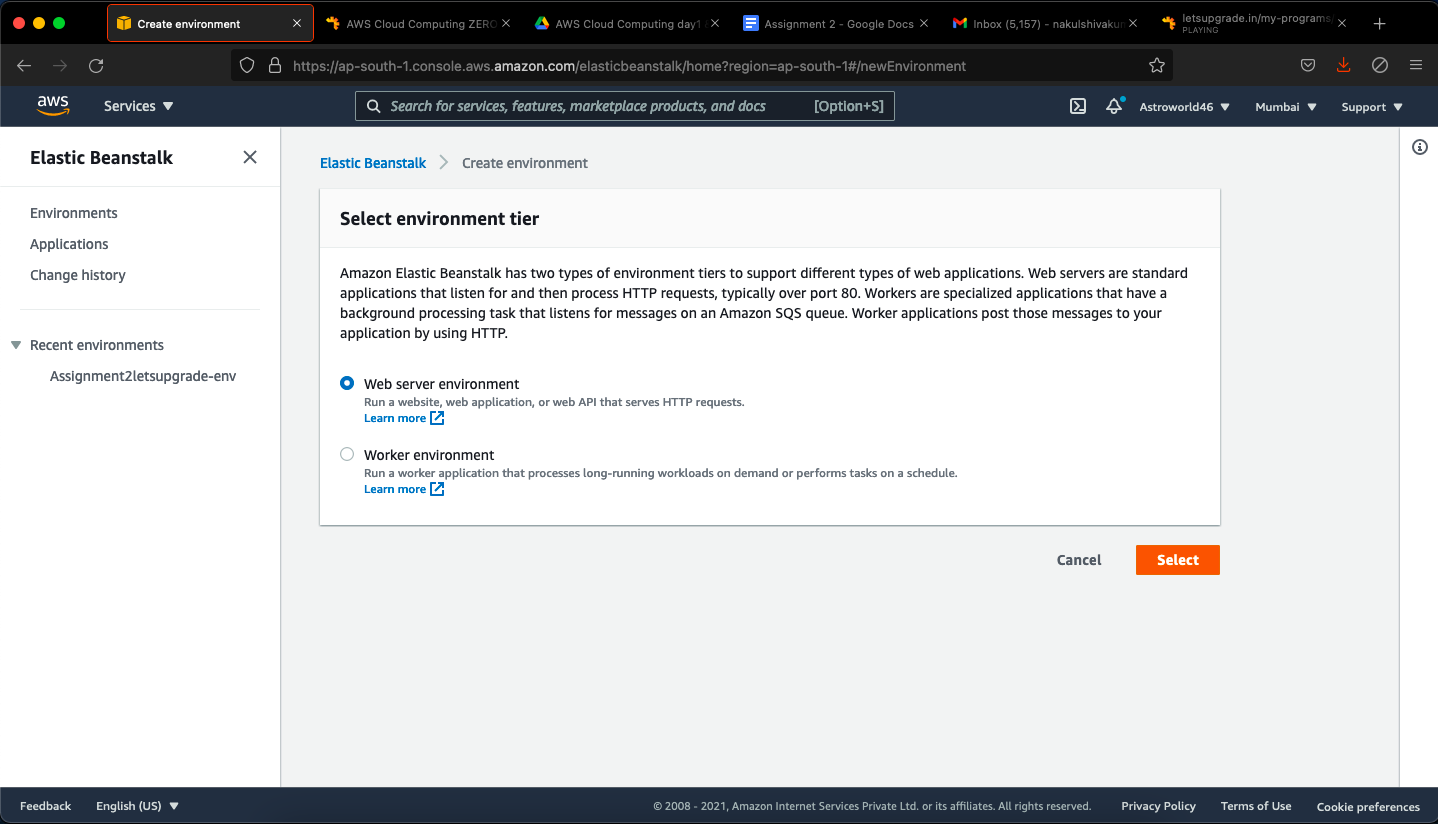 Create environment
AWS Cloud Computing ZERO
AWS Cloud Computing day1
Assignment 2 - Google Docs
Inbox (5,157) - nakulshivakum
letsupgrade.in/my-programs/
PLAYING
https://ap-south-1.console.aws.amazon.com/elasticbeanstalk/home?region=ap-south-1#/newEnvironment
aws
Services
Search for services, features, marketplace products, and docs
[Option+S]
Astroworld46
Mumbai
Support
Elastic Beanstalk
Environments
Applications
Change history
Recent environments
Assignment2letsupgrade-env
Elastic Beanstalk
Create environment
Select environment tier
Amazon Elastic Beanstalk has two types of environment tiers to support different types of web applications. Web servers are standard
applications that listen for and then process HTTP requests, typically over port 80. Workers are specialized applications that have a
background processing task that listens for messages on an Amazon SQS queue. Worker applications post those messages to your
application by using HTTP.
Web server environment
Run a website, web application, or web API that serves HTTP requests.
Learn more
Worker environment
Run a worker application that processes long-running workloads on demand or performs tasks on a schedule.
Learn more
Cancel
Select
Feedback
English (US)
© 2008 - 2021, Amazon Internet Services Private Ltd. or its affiliates. All rights reserved.
Privacy Policy
Terms of Use
Cookie preferences